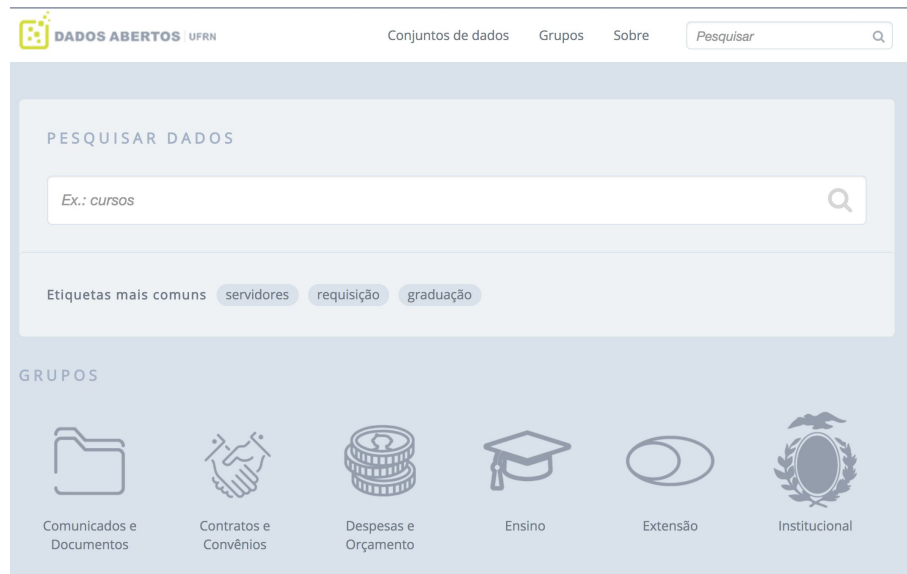 DADOS ABERTOS UFRN
Conjuntos de dados Grupos Sobre Pesquisar
PESQUISAR DADOS
Ex.: cursos
Etiquetas mais comuns servidores requisição graduação
GRUPOS
Comunicados e Documentos
Contratos e Convênios
Despesas e Orçamento
Ensino
Extensão
Institucional